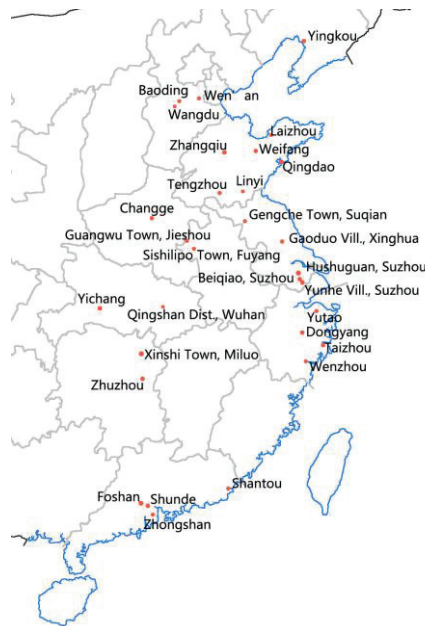 Yingkou
Baoding
Wen' an
Wangdu
Laizhou
Zhangqiu
Weifang
Qingdao
Tengzhou
Linyi
Changge
Gengche Town, Suqian
Guangwu Town, Jieshou
Gaoduo Vill., Xinghua
Sishilipo Town, Fuyang
Hushuguan, Suzhou
Beiqiao, Suzhou
Yunhe Vill., Suzhou
Yichang
Qingshan Dist., Wuhan
Yutao
Dongyang
Taizhou
Xinshi Town, Miluo
Wenzhou
Zhuzhou
Shantou
Foshan
Shunde
Zhongshan